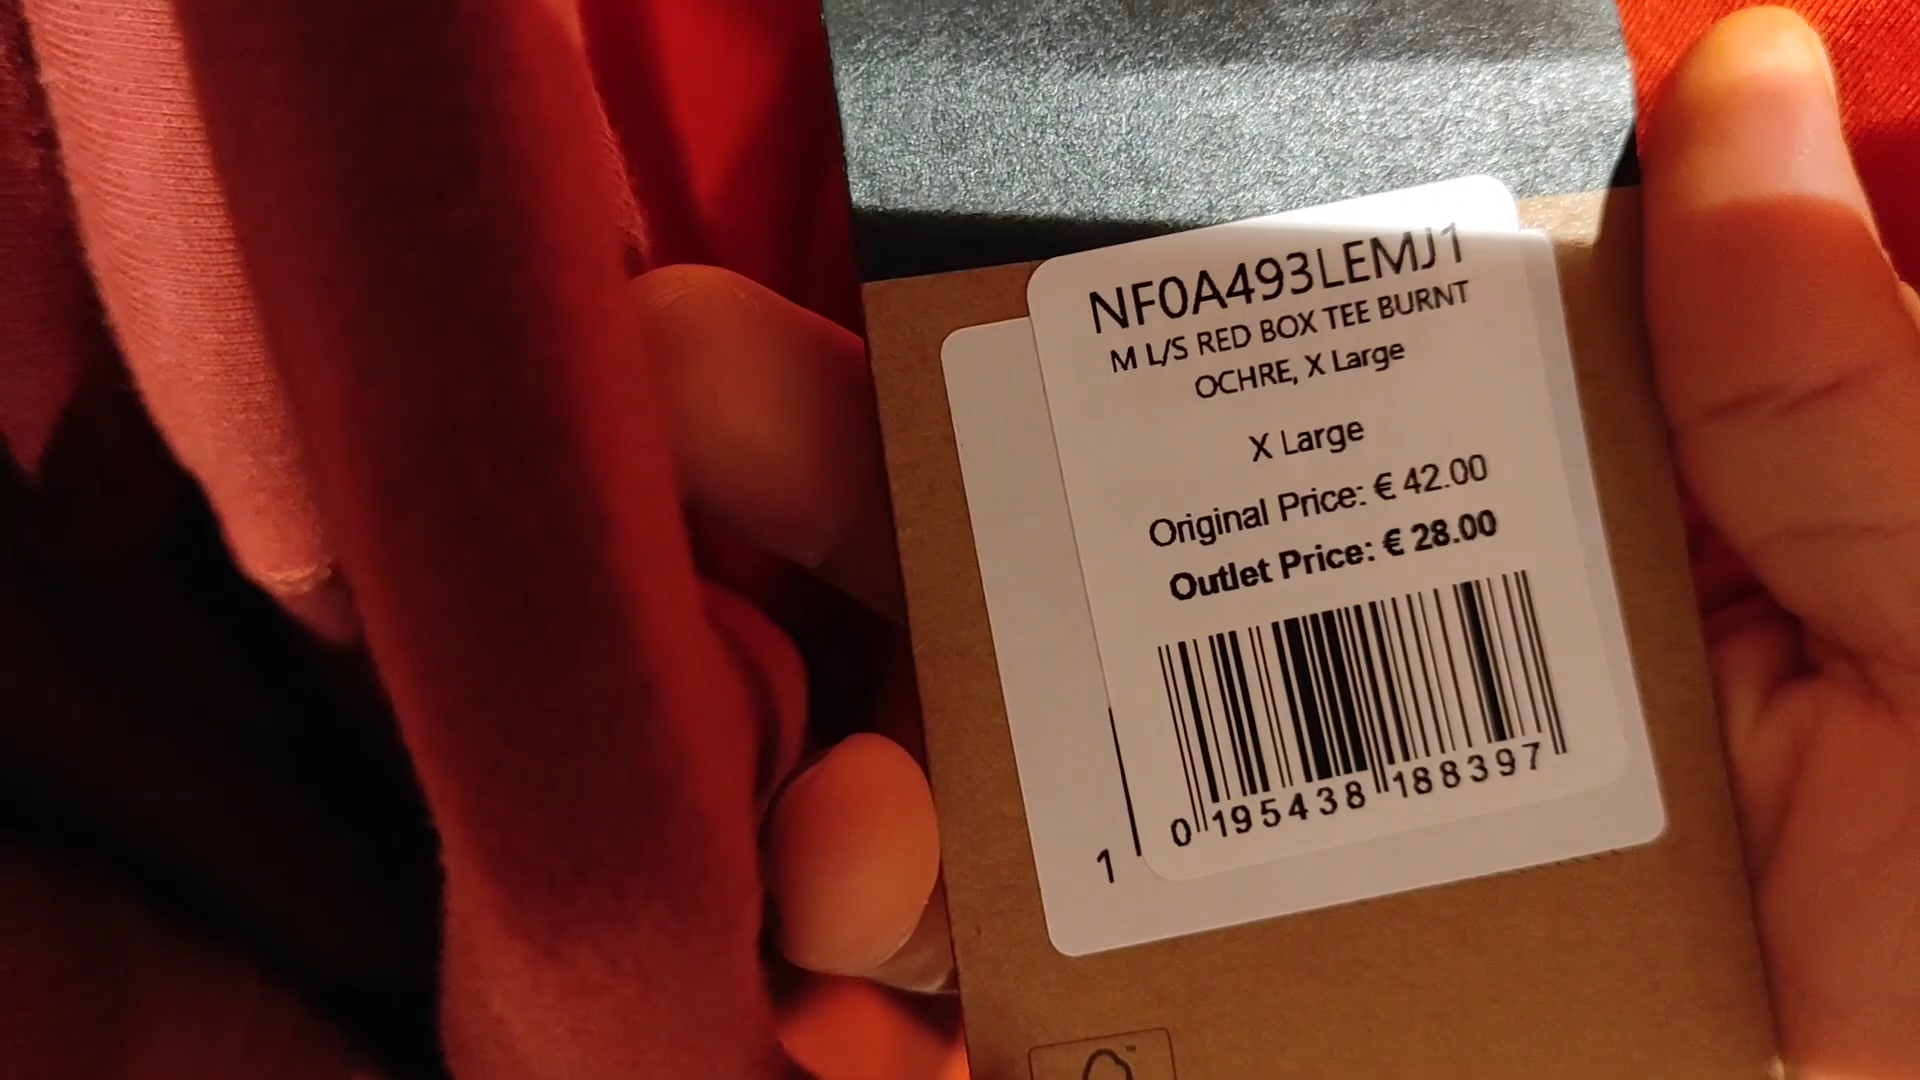 NF0A493LEMJ1
M L/S RED BOX TEE BURNT
OCHRE, X Large
X Large
Original Price: € 42.00
Outlet Price: € 28.00
0 195438 188397
1
™